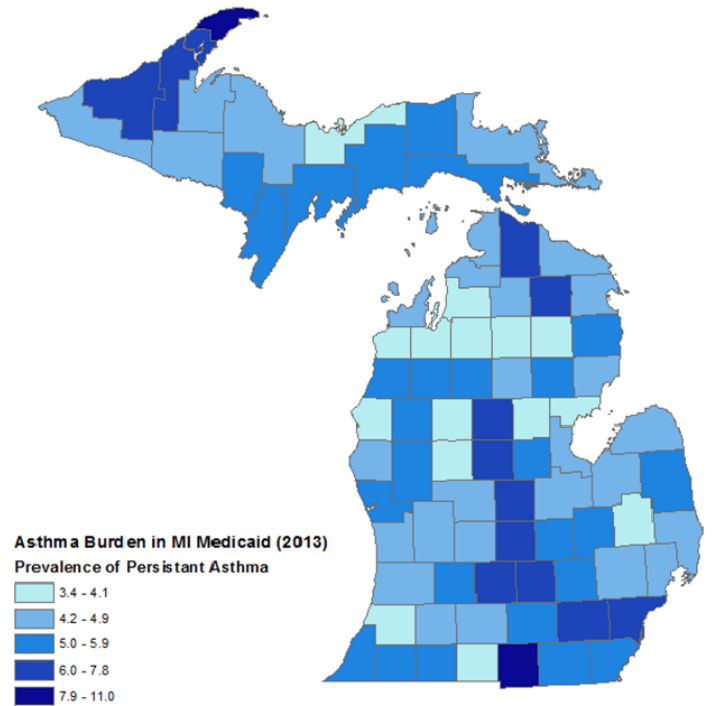 Asthma Burden in MI Medicaid (2013)
Prevalence of Persistant Asthma
3.4 - 4.1
4.2 - 4.9
5.0 - 5.9
6.0 - 7.8
7.9 - 11.0